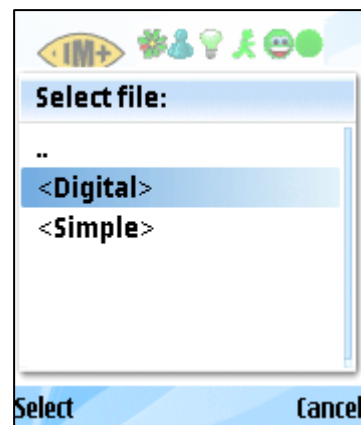 IM+
Select file:
..
<Digital>
<Simple>
Select Cancel